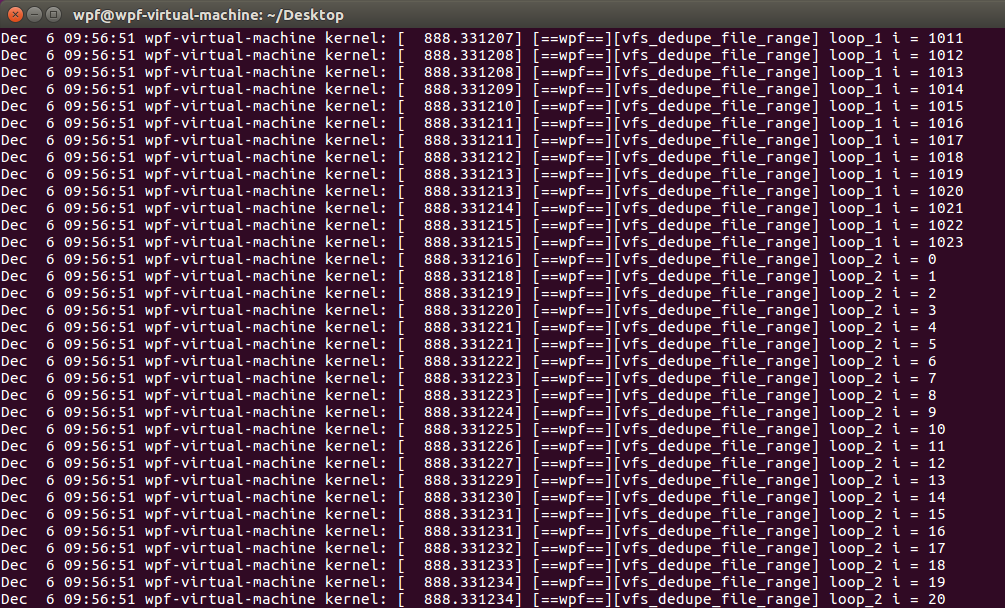 wpf@wpf-virtual-machine: ~/Desktop
Dec  6 09:56:51 wpf-virtual-machine kernel: [  888.331207] [==wpf==][vfs_dedupe_file_range] loop_1 i = 1011
Dec  6 09:56:51 wpf-virtual-machine kernel: [  888.331208] [==wpf==][vfs_dedupe_file_range] loop_1 i = 1012
Dec  6 09:56:51 wpf-virtual-machine kernel: [  888.331208] [==wpf==][vfs_dedupe_file_range] loop_1 i = 1013
Dec  6 09:56:51 wpf-virtual-machine kernel: [  888.331209] [==wpf==][vfs_dedupe_file_range] loop_1 i = 1014
Dec  6 09:56:51 wpf-virtual-machine kernel: [  888.331210] [==wpf==][vfs_dedupe_file_range] loop_1 i = 1015
Dec  6 09:56:51 wpf-virtual-machine kernel: [  888.331211] [==wpf==][vfs_dedupe_file_range] loop_1 i = 1016
Dec  6 09:56:51 wpf-virtual-machine kernel: [  888.331211] [==wpf==][vfs_dedupe_file_range] loop_1 i = 1017
Dec  6 09:56:51 wpf-virtual-machine kernel: [  888.331212] [==wpf==][vfs_dedupe_file_range] loop_1 i = 1018
Dec  6 09:56:51 wpf-virtual-machine kernel: [  888.331213] [==wpf==][vfs_dedupe_file_range] loop_1 i = 1019
Dec  6 09:56:51 wpf-virtual-machine kernel: [  888.331213] [==wpf==][vfs_dedupe_file_range] loop_1 i = 1020
Dec  6 09:56:51 wpf-virtual-machine kernel: [  888.331214] [==wpf==][vfs_dedupe_file_range] loop_1 i = 1021
Dec  6 09:56:51 wpf-virtual-machine kernel: [  888.331215] [==wpf==][vfs_dedupe_file_range] loop_1 i = 1022
Dec  6 09:56:51 wpf-virtual-machine kernel: [  888.331215] [==wpf==][vfs_dedupe_file_range] loop_1 i = 1023
Dec  6 09:56:51 wpf-virtual-machine kernel: [  888.331216] [==wpf==][vfs_dedupe_file_range] loop_2 i = 0
Dec  6 09:56:51 wpf-virtual-machine kernel: [  888.331218] [==wpf==][vfs_dedupe_file_range] loop_2 i = 1
Dec  6 09:56:51 wpf-virtual-machine kernel: [  888.331219] [==wpf==][vfs_dedupe_file_range] loop_2 i = 2
Dec  6 09:56:51 wpf-virtual-machine kernel: [  888.331220] [==wpf==][vfs_dedupe_file_range] loop_2 i = 3
Dec  6 09:56:51 wpf-virtual-machine kernel: [  888.331221] [==wpf==][vfs_dedupe_file_range] loop_2 i = 4
Dec  6 09:56:51 wpf-virtual-machine kernel: [  888.331221] [==wpf==][vfs_dedupe_file_range] loop_2 i = 5
Dec  6 09:56:51 wpf-virtual-machine kernel: [  888.331222] [==wpf==][vfs_dedupe_file_range] loop_2 i = 6
Dec  6 09:56:51 wpf-virtual-machine kernel: [  888.331223] [==wpf==][vfs_dedupe_file_range] loop_2 i = 7
Dec  6 09:56:51 wpf-virtual-machine kernel: [  888.331223] [==wpf==][vfs_dedupe_file_range] loop_2 i = 8
Dec  6 09:56:51 wpf-virtual-machine kernel: [  888.331224] [==wpf==][vfs_dedupe_file_range] loop_2 i = 9
Dec  6 09:56:51 wpf-virtual-machine kernel: [  888.331225] [==wpf==][vfs_dedupe_file_range] loop_2 i = 10
Dec  6 09:56:51 wpf-virtual-machine kernel: [  888.331226] [==wpf==][vfs_dedupe_file_range] loop_2 i = 11
Dec  6 09:56:51 wpf-virtual-machine kernel: [  888.331227] [==wpf==][vfs_dedupe_file_range] loop_2 i = 12
Dec  6 09:56:51 wpf-virtual-machine kernel: [  888.331229] [==wpf==][vfs_dedupe_file_range] loop_2 i = 13
Dec  6 09:56:51 wpf-virtual-machine kernel: [  888.331230] [==wpf==][vfs_dedupe_file_range] loop_2 i = 14
Dec  6 09:56:51 wpf-virtual-machine kernel: [  888.331231] [==wpf==][vfs_dedupe_file_range] loop_2 i = 15
Dec  6 09:56:51 wpf-virtual-machine kernel: [  888.331231] [==wpf==][vfs_dedupe_file_range] loop_2 i = 16
Dec  6 09:56:51 wpf-virtual-machine kernel: [  888.331232] [==wpf==][vfs_dedupe_file_range] loop_2 i = 17
Dec  6 09:56:51 wpf-virtual-machine kernel: [  888.331233] [==wpf==][vfs_dedupe_file_range] loop_2 i = 18
Dec  6 09:56:51 wpf-virtual-machine kernel: [  888.331234] [==wpf==][vfs_dedupe_file_range] loop_2 i = 19
Dec  6 09:56:51 wpf-virtual-machine kernel: [  888.331234] [==wpf==][vfs_dedupe_file_range] loop_2 i = 20